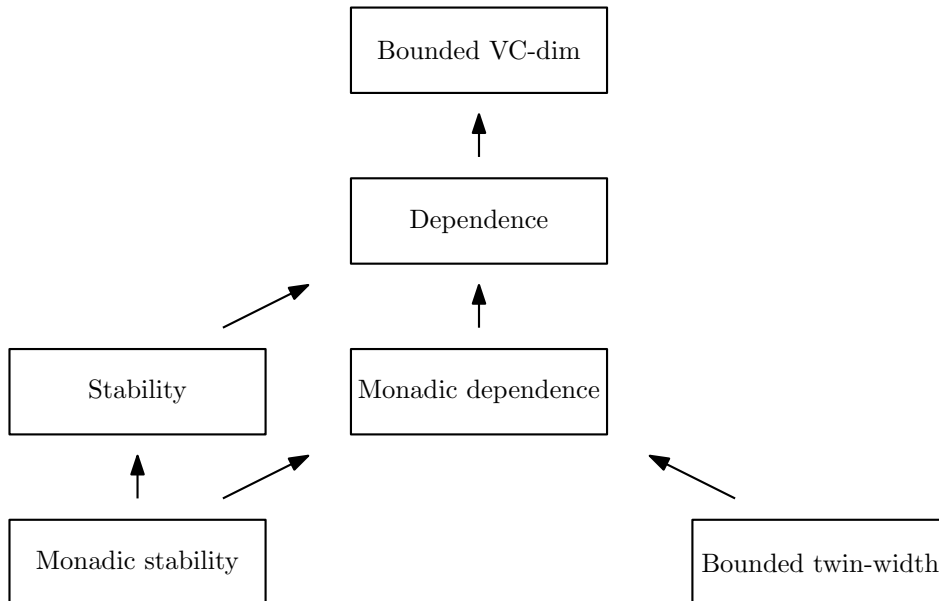 Bounded VC-dim
Dependence
Stability
Monadic dependence
Monadic stability
Bounded twin-width